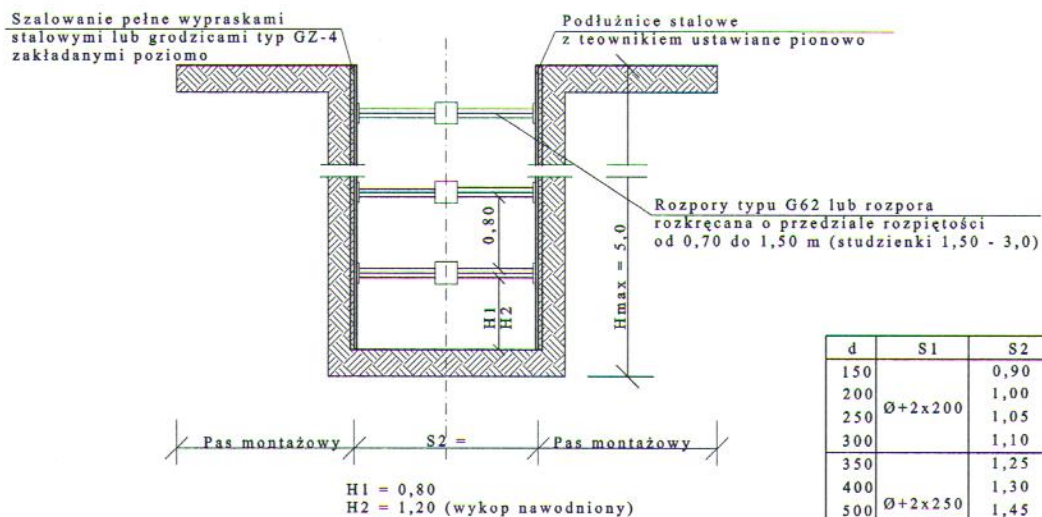 Szalowanie pełne wypraskami
stalowymi lub grodzicami typ GZ-4
zakładanymi poziomo
Podłużnice stalowe
z teownikiem ustawiane pionowo
Rozpory typu G62 lub rozpora
rozkręcana o przedziale rozpiętości
od 0,70 do 1,50 m (studzienki 1,50 - 3,0)
0,80
H1
H2
Hmax = 5,0
Pas montażowy
S2 =
Pas montażowy
H1 = 0,80
H2 = 1,20 (wykop nawodniony)
d S1 S2
150 0,90
200 1,00
Ø+2x200
250 1,05
300 1,10
350 1,25
400 1,30
500 Ø+2x250 1,45